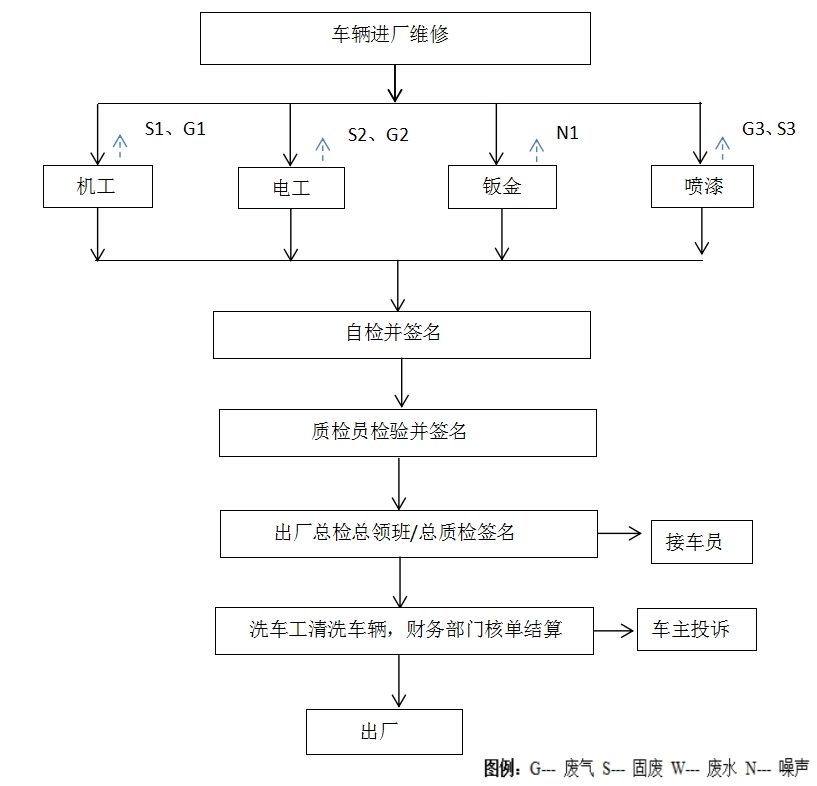 车辆进厂维修
S1、G1
S2、G2
N1
G3、S3
机工
电工
钣金
喷漆
自检并签名
质检员检验并签名
出厂总检总领班/总质检签名
接车员
洗车工清洗车辆，财务部门核单结算
车主投诉
出厂
图例：G--- 废气 S--- 固废 W--- 废水 N--- 噪声